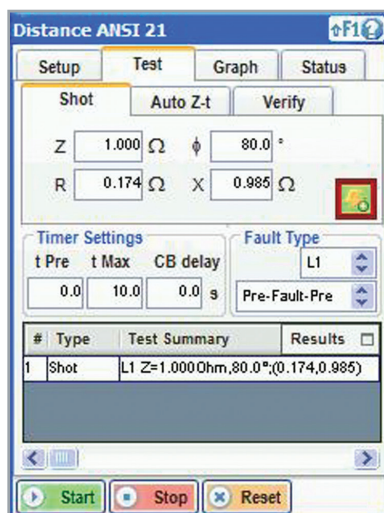 Distance ANSI 21 F1?
Setup Test Graph Status
Shot Auto Z-t Verify
Z 1.000 Ω ϕ 80.0 °
R 0.174 Ω X 0.985 Ω
Timer Settings Fault Type
t Pre t Max CB delay L1
0.0 10.0 0.0 s Pre-Fault-Pre
# Type Test Summary Results
1 Shot L1 Z=1.000Ohm,80.0°;(0.174,0.985)
Start Stop Reset